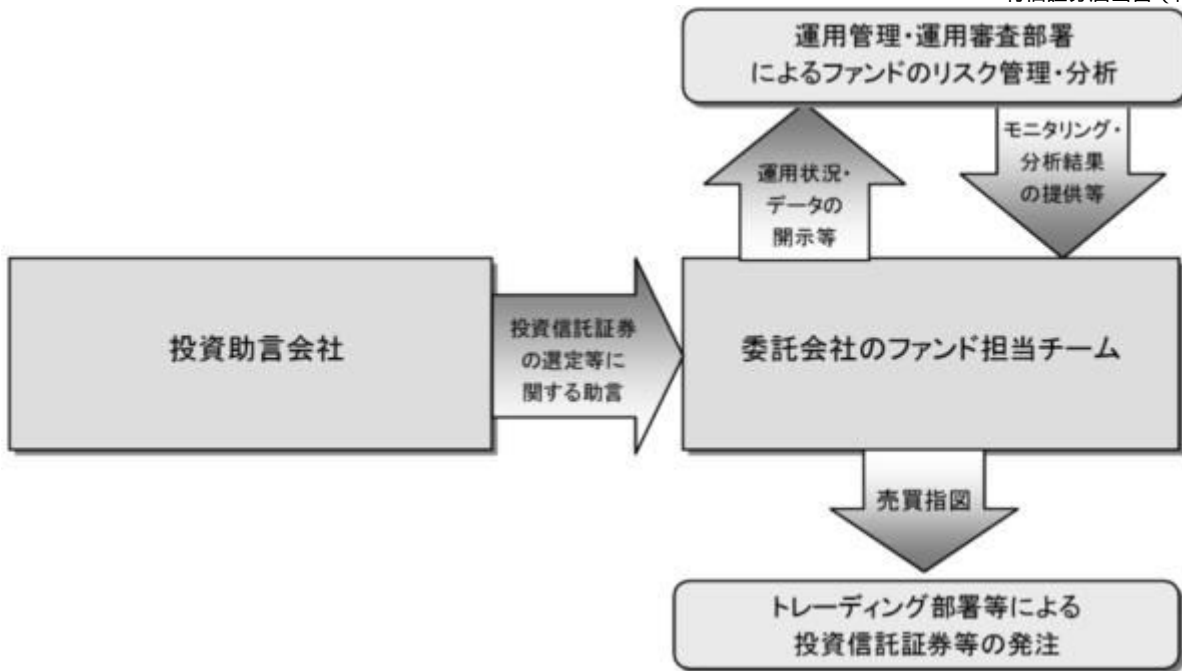 運用管理・運用審査部署
によるファンドのリスク管理・分析
運用状況・
データの
開示等
モニタリング・
分析結果
の提供等
投資助言会社
投資信託証券
の選定等に
関する助言
委託会社のファンド担当チーム
売買指図
トレーディング部署等による
投資信託証券等の発注